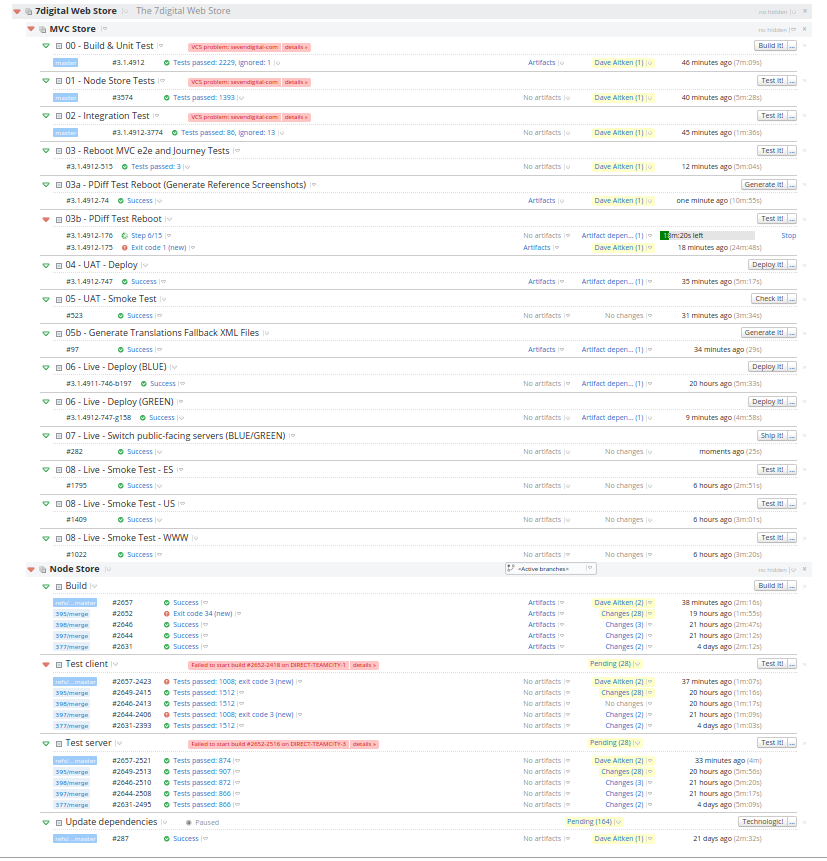 7digital Web Store The 7digital Web Store no hidden
MVC Store no hidden
00 - Build & Unit Test VCS problem: sevendigital-com details » Build it! ...
master #3.1.4912 Tests passed: 2229, ignored: 1 Artifacts Dave Aitken (1) 46 minutes ago (7m:09s)
01 - Node Store Tests VCS problem: sevendigital-com details » Test it! ...
master #3574 Tests passed: 1393 No artifacts Dave Aitken (1) 40 minutes ago (5m:28s)
02 - Integration Test VCS problem: sevendigital-com details » Test it! ...
master #3.1.4912-3774 Tests passed: 86, ignored: 13 No artifacts Dave Aitken (1) 45 minutes ago (1m:36s)
03 - Reboot MVC e2e and Journey Tests Test it! ...
#3.1.4912-515 Tests passed: 3 No artifacts Dave Aitken (1) 12 minutes ago (5m:04s)
03a - PDiff Test Reboot (Generate Reference Screenshots) Generate it! ...
#3.1.4912-74 Success Artifacts Dave Aitken (1) one minute ago (10m:55s)
03b - PDiff Test Reboot Test it! ...
#3.1.4912-176 Step 6/15 No artifacts Artifact depen... (1) m:20s left Stop
#3.1.4912-175 Exit code 1 (new) Artifacts Dave Aitken (1) 18 minutes ago (24m:48s)
04 - UAT - Deploy Deploy it! ...
#3.1.4912-747 Success Artifacts Artifact depen... (1) 35 minutes ago (5m:17s)
05 - UAT - Smoke Test Check it! ...
#523 Success No artifacts No changes 31 minutes ago (3m:34s)
05b - Generate Translations Fallback XML Files Generate it! ...
#97 Success Artifacts Artifact depen... (1) 34 minutes ago (29s)
06 - Live - Deploy (BLUE) Deploy it! ...
#3.1.4911-746-b197 Success No artifacts Artifact depen... (1) 20 hours ago (5m:33s)
06 - Live - Deploy (GREEN) Deploy it! ...
#3.1.4912-747-g158 Success No artifacts Artifact depen... (1) 9 minutes ago (4m:58s)
07 - Live - Switch public-facing servers (BLUE/GREEN) Ship it! ...
#282 Success No artifacts No changes moments ago (25s)
08 - Live - Smoke Test - ES Test it! ...
#1795 Success No artifacts No changes 6 hours ago (2m:51s)
08 - Live - Smoke Test - US Test it! ...
#1409 Success No artifacts No changes 6 hours ago (3m:01s)
08 - Live - Smoke Test - WWW Test it! ...
#1022 Success No artifacts No changes 6 hours ago (3m:20s)
Node Store <Active branches> no hidden
Build Build it! ...
refs/...master #2657 Success Artifacts Dave Aitken (2) 38 minutes ago (2m:16s)
395/merge #2652 Exit code 34 (new) Artifacts Changes (28) 19 hours ago (1m:55s)
398/merge #2646 Success Artifacts Changes (3) 21 hours ago (2m:47s)
397/merge #2644 Success Artifacts Changes (2) 21 hours ago (2m:12s)
377/merge #2631 Success Artifacts Changes (2) 4 days ago (2m:12s)
Test client Failed to start build #2652-2418 on DIRECT-TEAMCITY-1 details » Pending (28) Test it! ...
refs/...master #2657-2423 Tests passed: 1008; exit code 3 (new) No artifacts Dave Aitken (2) 37 minutes ago (1m:07s)
395/merge #2649-2415 Tests passed: 1512 No artifacts Changes (28) 20 hours ago (1m:16s)
398/merge #2646-2413 Tests passed: 1512 No artifacts No changes 20 hours ago (1m:17s)
397/merge #2644-2406 Tests passed: 1008; exit code 3 (new) No artifacts Changes (2) 21 hours ago (1m:09s)
377/merge #2631-2393 Tests passed: 1512 No artifacts Changes (2) 4 days ago (1m:03s)
Test server Failed to start build #2652-2516 on DIRECT-TEAMCITY-3 details » Pending (28) Test it! ...
refs/...master #2657-2521 Tests passed: 874 No artifacts Dave Aitken (2) 33 minutes ago (4m)
395/merge #2649-2513 Tests passed: 907 No artifacts Changes (28) 20 hours ago (5m:56s)
398/merge #2646-2510 Tests passed: 872 No artifacts Changes (3) 21 hours ago (5m:20s)
397/merge #2644-2508 Tests passed: 866 No artifacts Changes (2) 21 hours ago (5m:17s)
377/merge #2631-2495 Tests passed: 866 No artifacts Changes (2) 4 days ago (5m:09s)
Update dependencies Paused Pending (164) Technologic! ...
refs/...master #287 Success No artifacts Dave Aitken (1) 21 days ago (2m:32s)